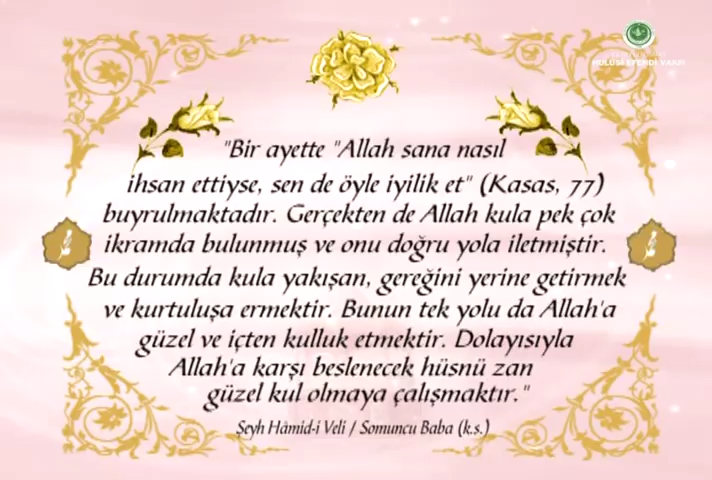 HULÛSİ EFENDİ VAKFI
"Bir ayette "Allah sana nasıl
ihsan ettiyse, sen de öyle iyilik et" (Kasas, 77)
buyrulmaktadır. Gerçekten de Allah kula pek çok
ikramda bulunmuş ve onu doğru yola iletmiştir.
Bu durumda kula yakışan, gereğini yerine getirmek
ve kurtuluşa ermektir. Bunun tek yolu da Allah'a
güzel ve içten kulluk etmektir. Dolayısıyla
Allah'a karşı beslenecek hüsnü zan
güzel kul olmaya çalışmaktır."
Şeyh Hâmid-i Veli / Somuncu Baba (k.s.)